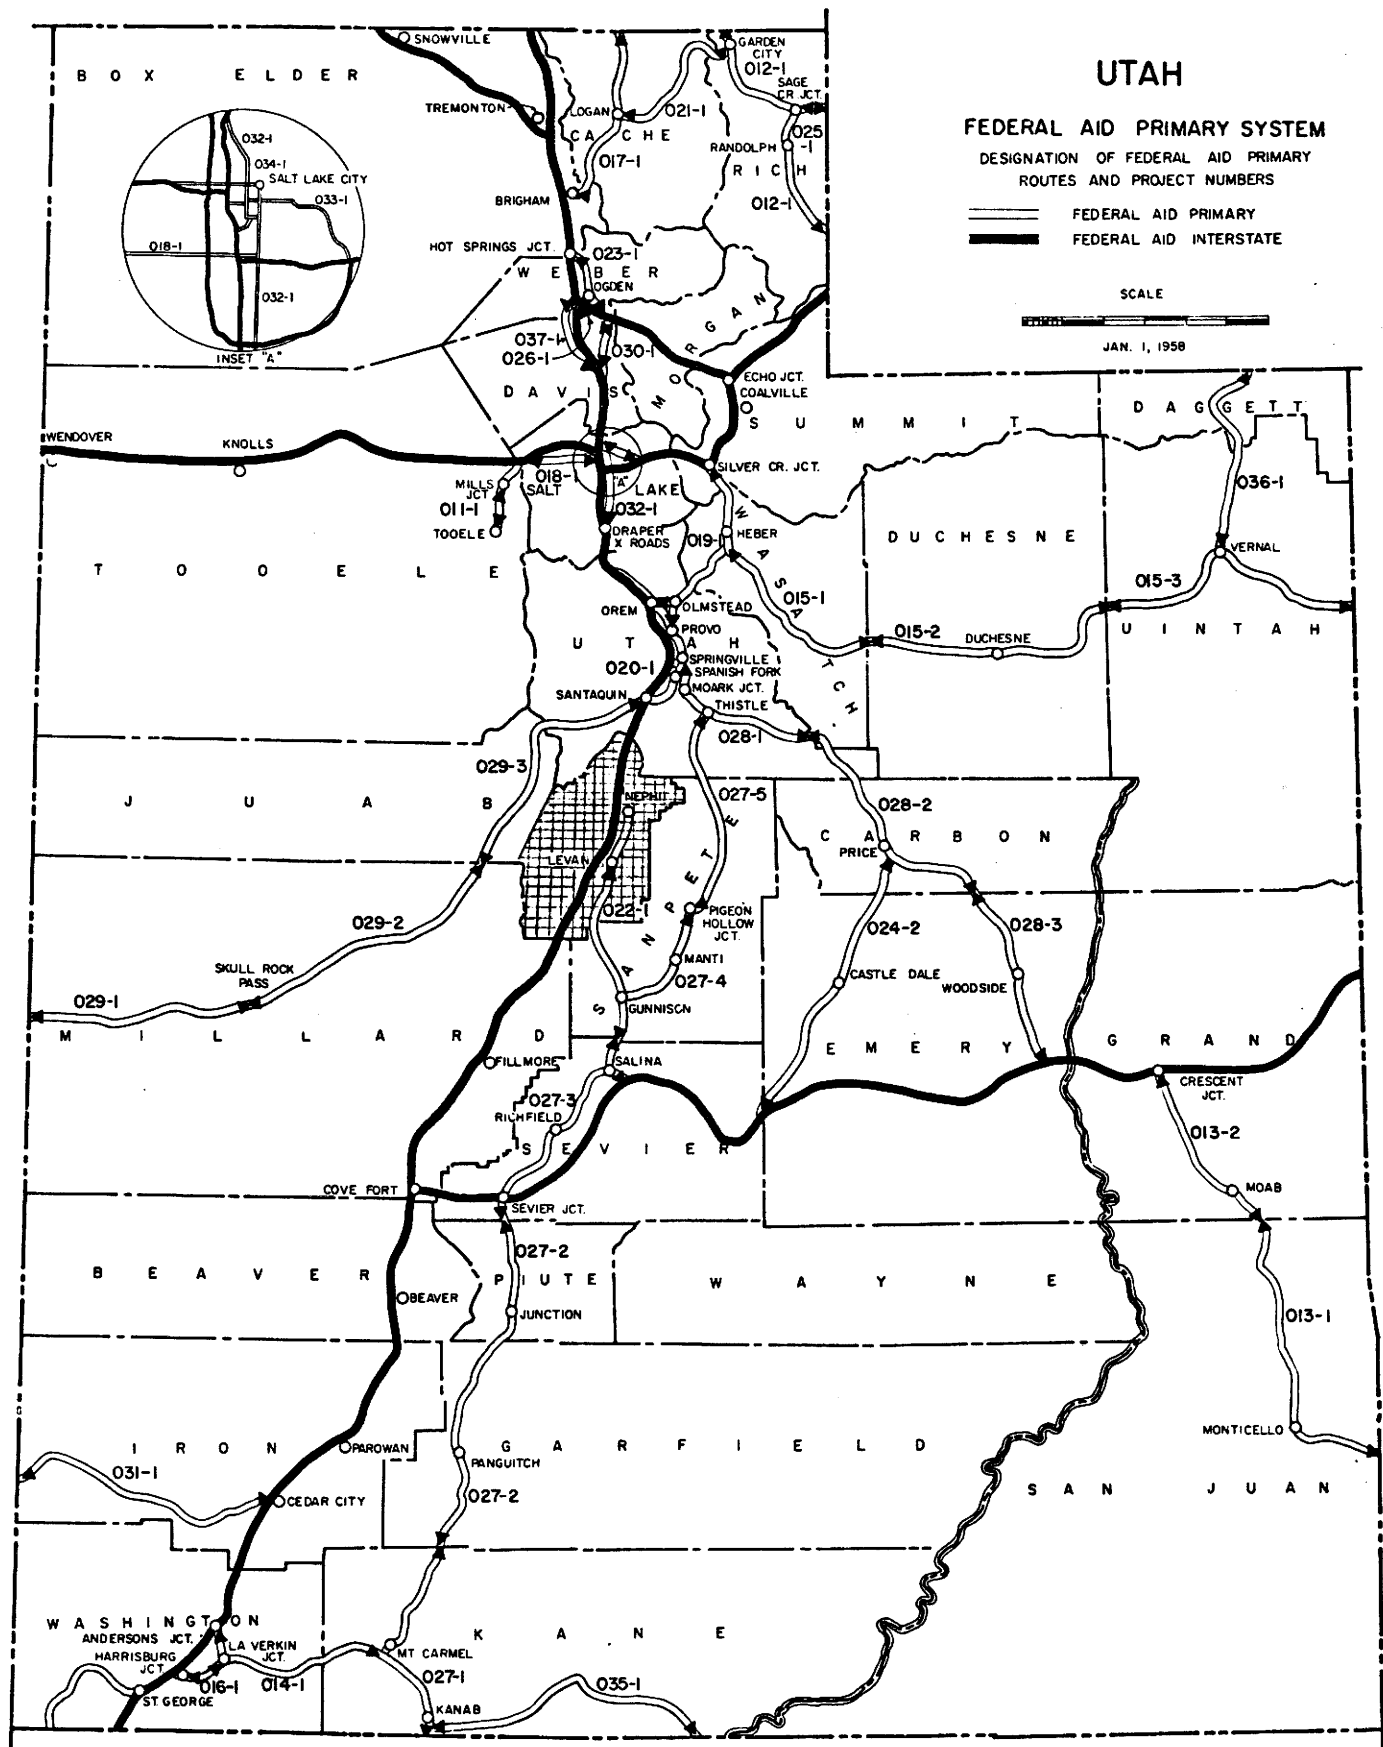 UTAH
FEDERAL AID PRIMARY SYSTEM
DESIGNATION OF FEDERAL AID PRIMARY
ROUTES AND PROJECT NUMBERS
FEDERAL AID PRIMARY
FEDERAL AID INTERSTATE
SCALE
JAN. 1, 1958
SNOWVILLE
BOX ELDER
TREMONTON
LOGAN
CACHE
GARDEN
CITY
012-1
SAGE
CR JCT.
021-1
025
-1
RANDOLPH
RICH
017-1
012-1
BRIGHAM
032-1
034-1
SALT LAKE CITY
033-1
018-1
032-1
INSET "A"
HOT SPRINGS JCT.
023-1
WEBER
OGDEN
MORGAN
037-1
026-1
030-1
DAVIS
ECHO JCT.
COALVILLE
SUMMIT
DAGGETT
WENDOVER
KNOLLS
SILVER CR. JCT.
MILLS
JCT
018-1
SALT
"A"
LAKE
036-1
011-1
TOOELE
032-1
DRAPER
X ROADS
019-1
HEBER
WASATCH
DUCHESNE
VERNAL
TOOELE
015-1
015-3
OREM
OLMSTEAD
PROVO
015-2
DUCHESNE
UINTAH
UTAH
020-1
SPRINGVILLE
SPANISH FORK
SANTAQUIN
MOARK JCT.
THISTLE
028-1
029-3
JUAB
NEPHI
027-5
028-2
CARBON
PRICE
LEVAN
SANPETE
022-1
PIGEON
HOLLOW
JCT.
029-2
024-2
028-3
SKULL ROCK
PASS
MANTI
027-4
CASTLE DALE
WOODSIDE
029-1
GUNNISON
MILLARD
EMERY
GRAND
FILLMORE
SALINA
CRESCENT
JCT.
027-3
RICHFIELD
SEVIER
013-2
COVE FORT
MOAB
SEVIER JCT.
027-2
BEAVER
PIUTE
WAYNE
BEAVER
JUNCTION
013-1
MONTICELLO
IRON
PAROWAN
GARFIELD
PANGUITCH
031-1
CEDAR CITY
027-2
SAN JUAN
WASHINGTON
ANDERSONS JCT.
KANE
HARRISBURG
JCT.
LA VERKIN
JCT.
MT CARMEL
016-1
014-1
027-1
035-1
ST. GEORGE
KANAB